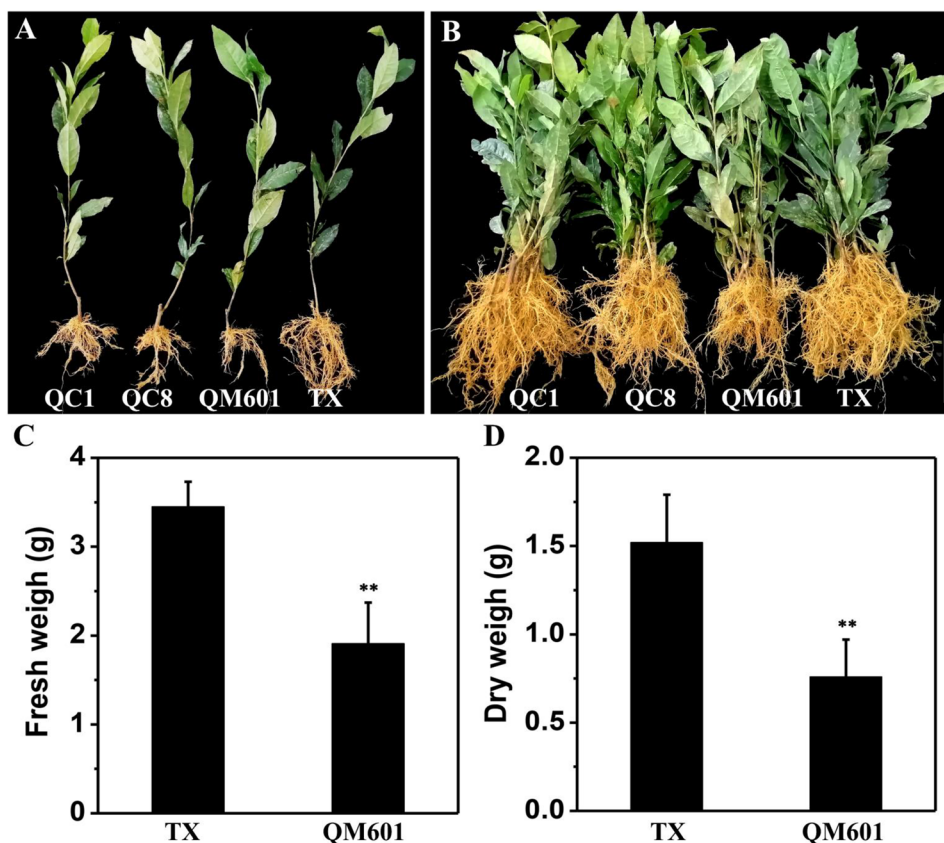 A
QC1 QC8 QM601 TX
B
QC1 QC8 QM601 TX
C
Fresh weigh (g)
4
3
2
1
0
**
TX QM601
D
Dry weigh (g)
2.0
1.5
1.0
0.5
0.0
**
TX QM601